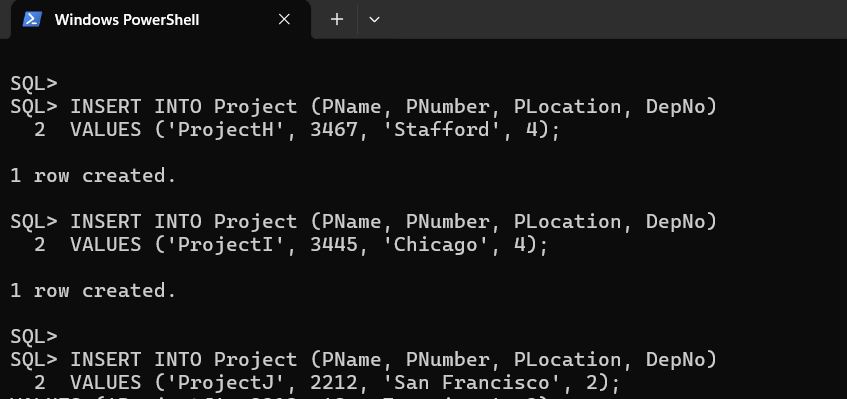 Windows PowerShell
SQL>
SQL> INSERT INTO Project (PName, PNumber, PLocation, DepNo)
2 VALUES ('ProjectH', 3467, 'Stafford', 4);
1 row created.
SQL> INSERT INTO Project (PName, PNumber, PLocation, DepNo)
2 VALUES ('ProjectI', 3445, 'Chicago', 4);
1 row created.
SQL>
SQL> INSERT INTO Project (PName, PNumber, PLocation, DepNo)
2 VALUES ('ProjectJ', 2212, 'San Francisco', 2);